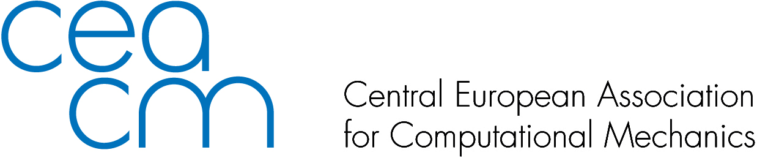 cea
cm
Central European Association
for Computational Mechanics